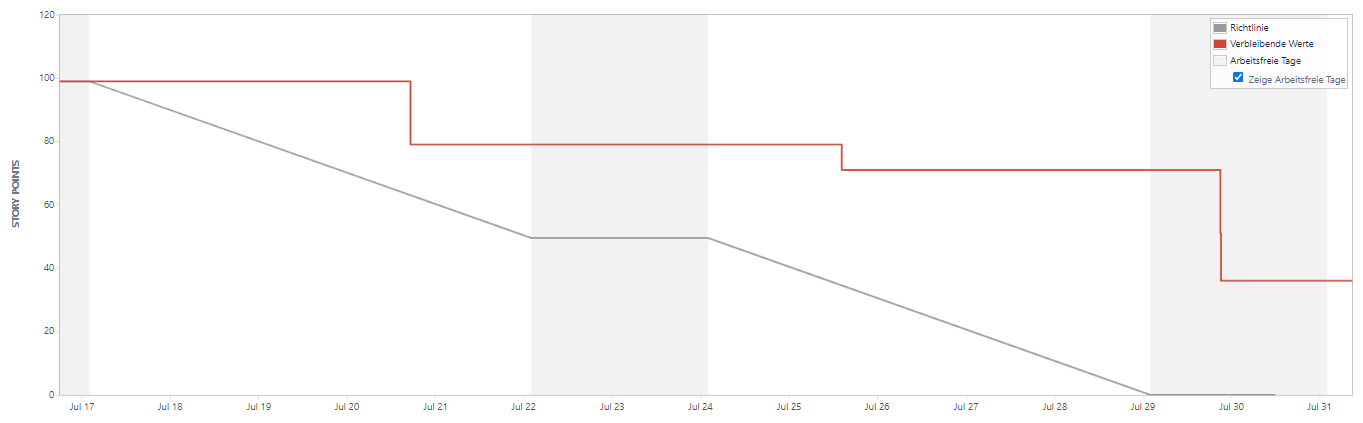 120
100
80
60
40
20
0
STORY POINTS
Richtlinie
Verbleibende Werte
Arbeitsfreie Tage
Zeige Arbeitsfreie Tage
Jul 17 Jul 18 Jul 19 Jul 20 Jul 21 Jul 22 Jul 23 Jul 24 Jul 25 Jul 26 Jul 27 Jul 28 Jul 29 Jul 30 Jul 31